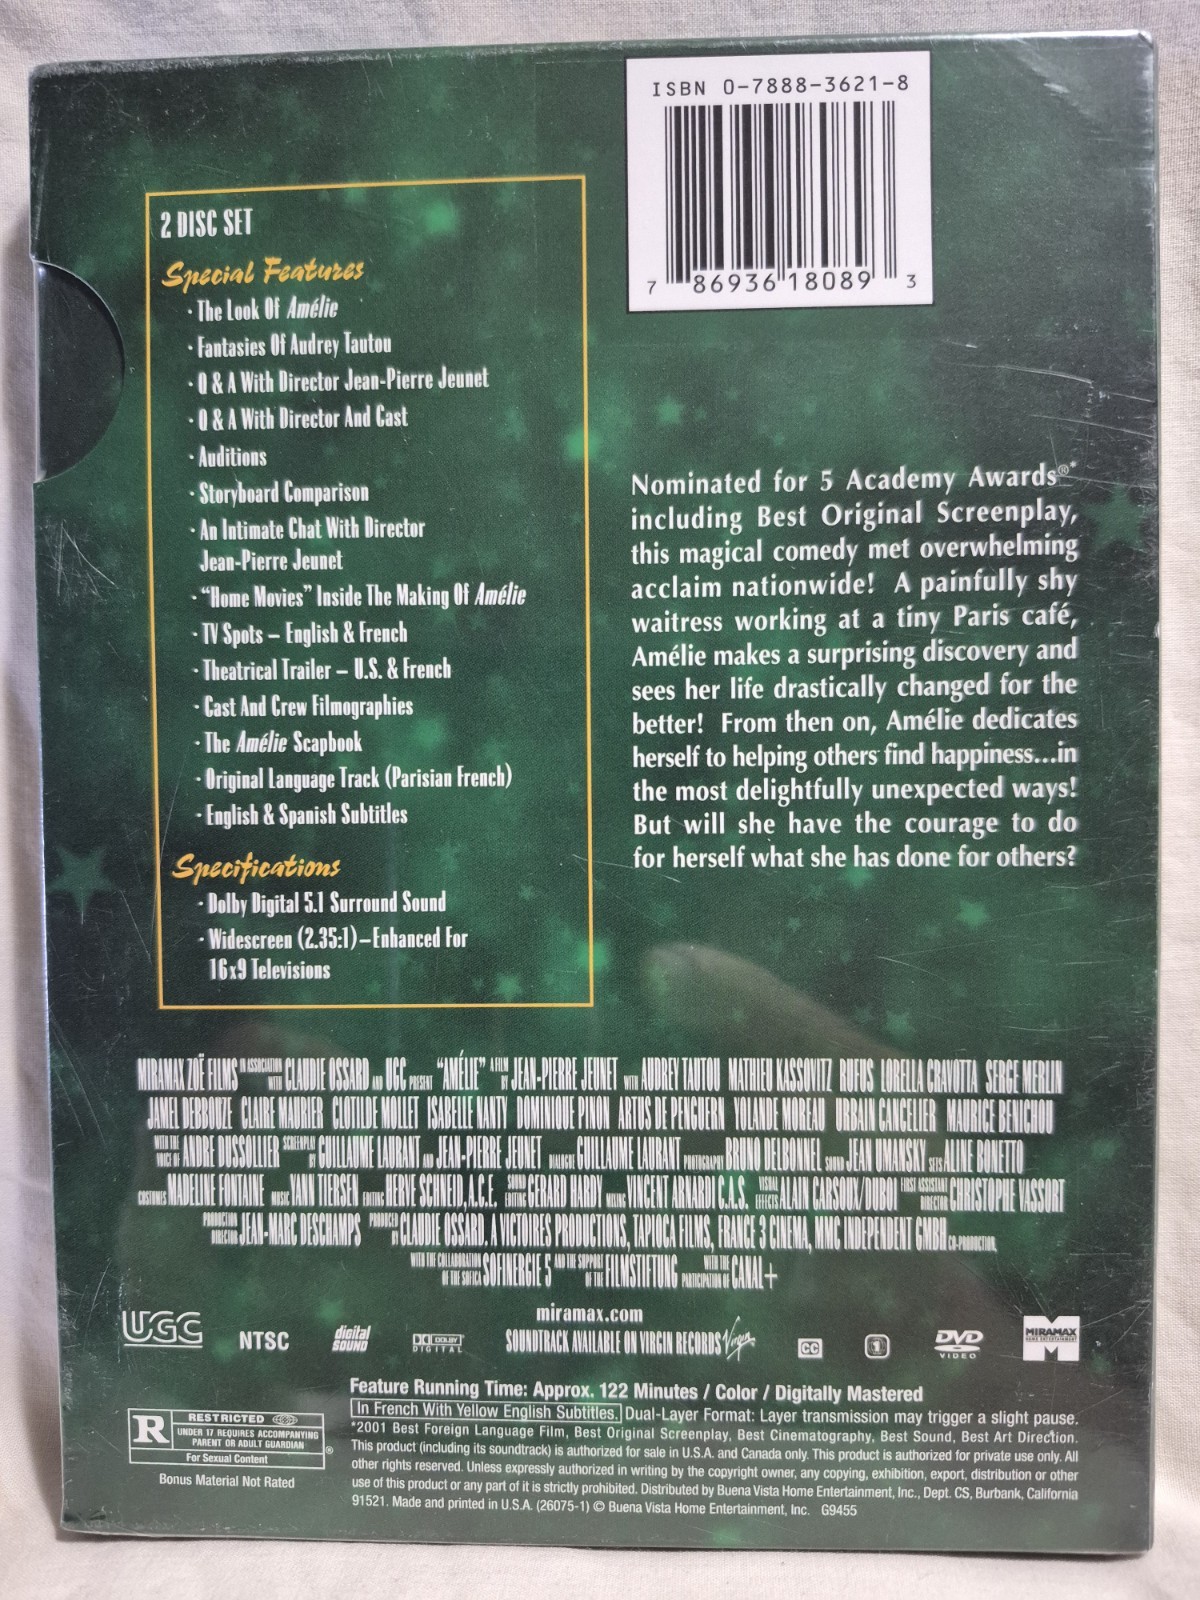 ISBN 0-7888-3621-8
7 86936 18089 3
2 DISC SET
Special Features
· The Look Of Amélie
· Fantasies Of Audrey Tautou
· Q & A With Director Jean-Pierre Jeunet
· Q & A With Director And Cast
· Auditions
· Storyboard Comparison
· An Intimate Chat With Director
Jean-Pierre Jeunet
· “Home Movies” Inside The Making Of Amélie
· TV Spots – English & French
· Theatrical Trailer – U.S. & French
· Cast And Crew Filmographies
· The Amélie Scapbook
· Original Language Track (Parisian French)
· English & Spanish Subtitles
Specifications
· Dolby Digital 5.1 Surround Sound
· Widescreen (2.35:1) – Enhanced For
16x9 Televisions
Nominated for 5 Academy Awards®*
including Best Original Screenplay,
this magical comedy met overwhelming
acclaim nationwide! A painfully shy
waitress working at a tiny Paris café,
Amélie makes a surprising discovery and
sees her life drastically changed for the
better! From then on, Amélie dedicates
herself to helping others find happiness...in
the most delightfully unexpected ways!
But will she have the courage to do
for herself what she has done for others?
MIRAMAX ZOË FILMS IN ASSOCIATION WITH CLAUDIE OSSARD AND UGC PRESENT “AMÉLIE” A FILM BY JEAN-PIERRE JEUNET WITH AUDREY TAUTOU MATHIEU KASSOVITZ RUFUS LORELLA CRAVOTTA SERGE MERLIN
JAMEL DEBBOUZE CLAIRE MAURIER CLOTILDE MOLLET ISABELLE NANTY DOMINIQUE PINON ARTUS DE PENGUERN YOLANDE MOREAU URBAIN CANCELIER MAURICE BENICHOU
WITH THE VOICE OF ANDRE DUSSOLLIER SCREENPLAY BY GUILLAUME LAURANT AND JEAN-PIERRE JEUNET DIALOGUE GUILLAUME LAURANT PHOTOGRAPHY BRUNO DELBONNEL SOUND JEAN UMANSKY SETS ALINE BONETTO
COSTUMES MADELINE FONTAINE MUSIC YANN TIERSEN EDITING HERVE SCHNEID, A.C.E. SOUND EDITING GERARD HARDY MIXING VINCENT ARNARDI C.A.S. VISUAL EFFECTS ALAIN CARSOUX/DUBOI FIRST ASSISTANT DIRECTOR CHRISTOPHE VASSORT
PRODUCTION DIRECTOR JEAN-MARC DESCHAMPS PRODUCED BY CLAUDIE OSSARD. A VICTOIRES PRODUCTIONS, TAPIOCA FILMS, FRANCE 3 CINEMA, MMC INDEPENDENT GMBH CO-PRODUCTION,
WITH THE COLLABORATION OF THE SOFICA SOFINERGIE 5 AND THE SUPPORT OF THE FILMSTIFTUNG WITH THE PARTICIPATION OF CANAL+
miramax.com
UGC NTSC digital SOUND DOLBY DIGITAL SOUNDTRACK AVAILABLE ON VIRGIN RECORDS Virgin CC 1 DVD VIDEO MIRAMAX HOME ENTERTAINMENT
Feature Running Time: Approx. 122 Minutes / Color / Digitally Mastered
In French With Yellow English Subtitles. Dual-Layer Format: Layer transmission may trigger a slight pause.
*2001 Best Foreign Language Film, Best Original Screenplay, Best Cinematography, Best Sound, Best Art Direction.
This product (including its soundtrack) is authorized for sale in U.S.A. and Canada only. This product is authorized for private use only. All
other rights reserved. Unless expressly authorized in writing by the copyright owner, any copying, exhibition, export, distribution or other
use of this product or any part of it is strictly prohibited. Distributed by Buena Vista Home Entertainment, Inc., Dept. CS, Burbank, California
91521. Made and printed in U.S.A. (26075-1) © Buena Vista Home Entertainment, Inc. G9455
R RESTRICTED
UNDER 17 REQUIRES ACCOMPANYING
PARENT OR ADULT GUARDIAN
For Sexual Content ®
Bonus Material Not Rated